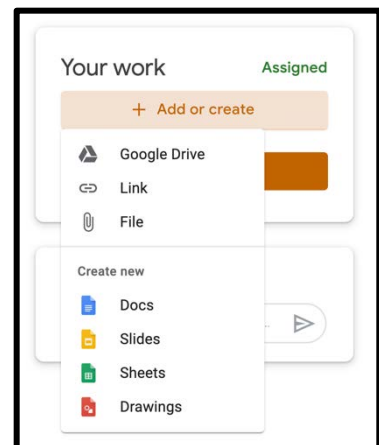 Your work
Assigned
+ Add or create
Google Drive
Link
File
Create new
Docs
Slides
Sheets
Drawings